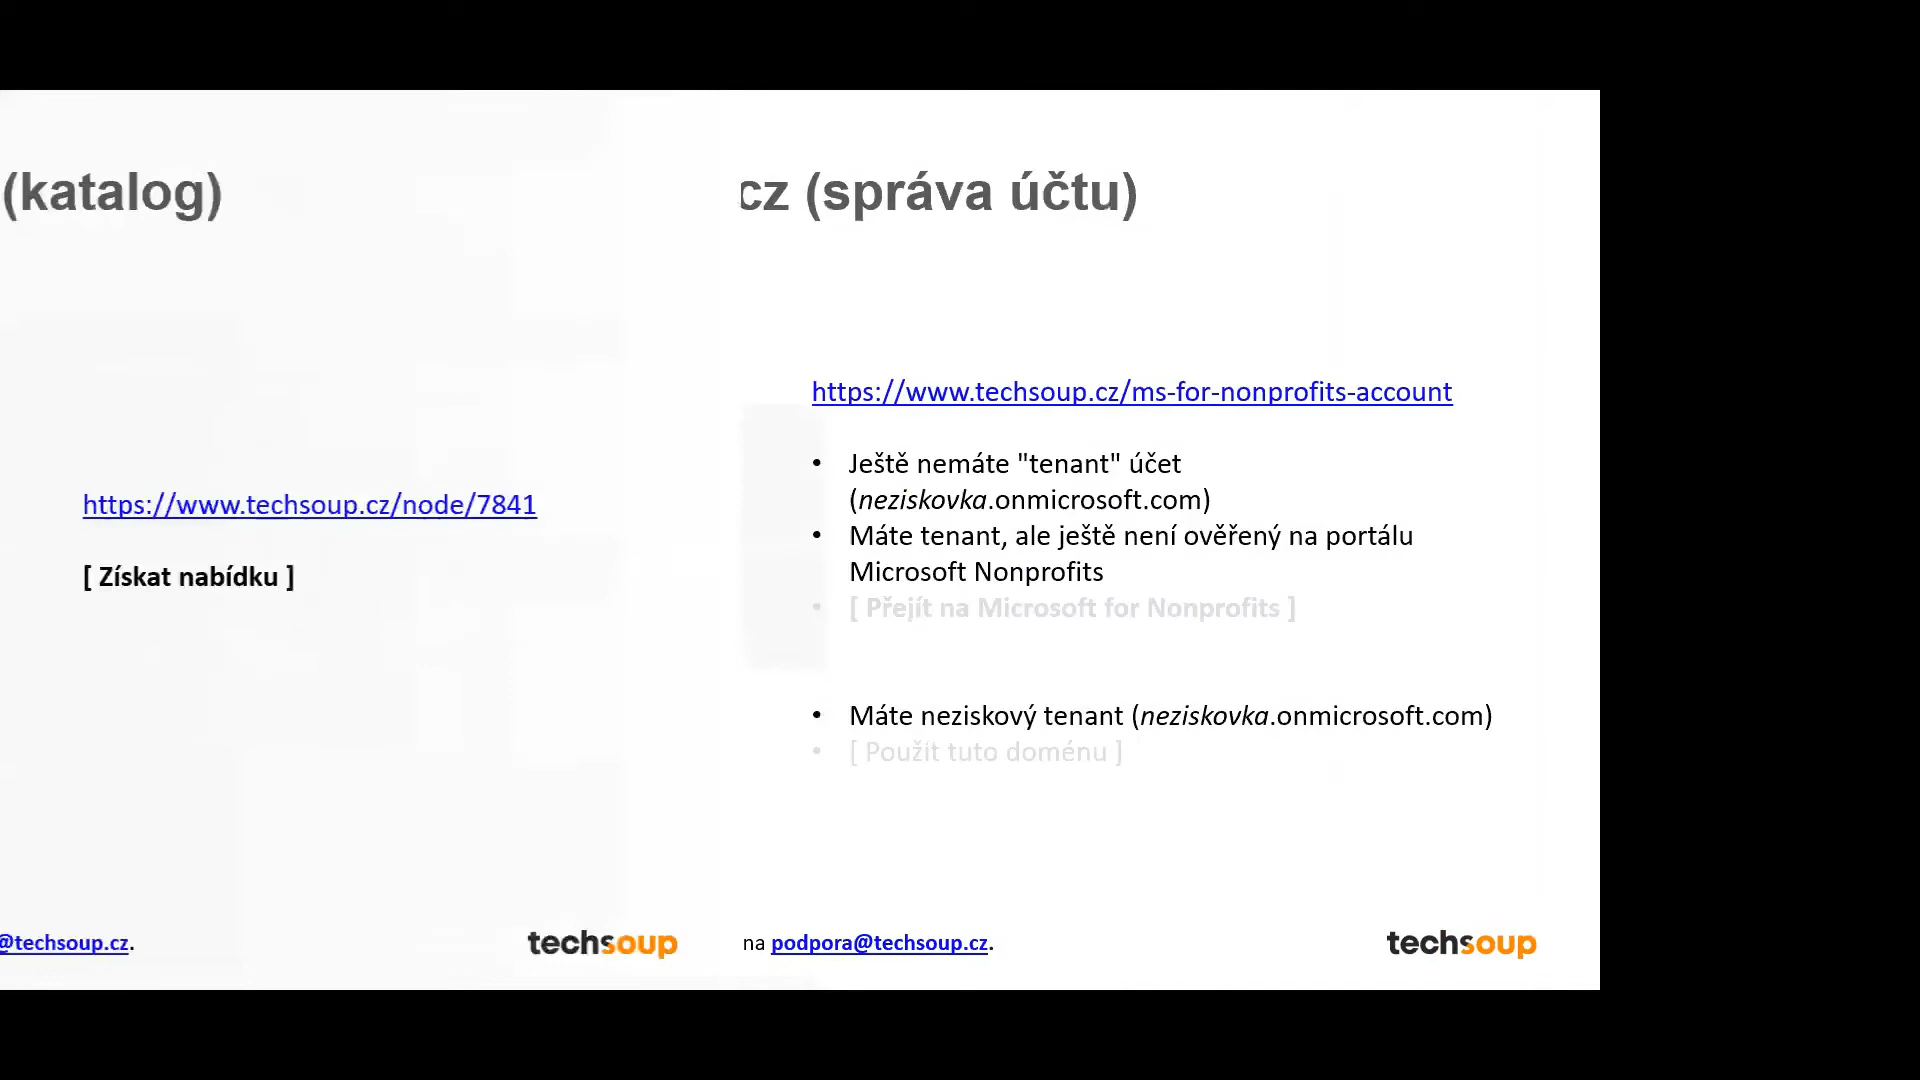 (katalog)
https://www.techsoup.cz/node/7841
[ Získat nabídku ]
@techsoup.cz.
techsoup
cz (správa účtu)
https://www.techsoup.cz/ms-for-nonprofits-account
• Ještě nemáte "tenant" účet
(neziskovka.onmicrosoft.com)
• Máte tenant, ale ještě není ověřený na portálu
Microsoft Nonprofits
• [ Přejít na Microsoft for Nonprofits ]
• Máte neziskový tenant (neziskovka.onmicrosoft.com)
• [ Použít tuto doménu ]
na podpora@techsoup.cz.
techsoup